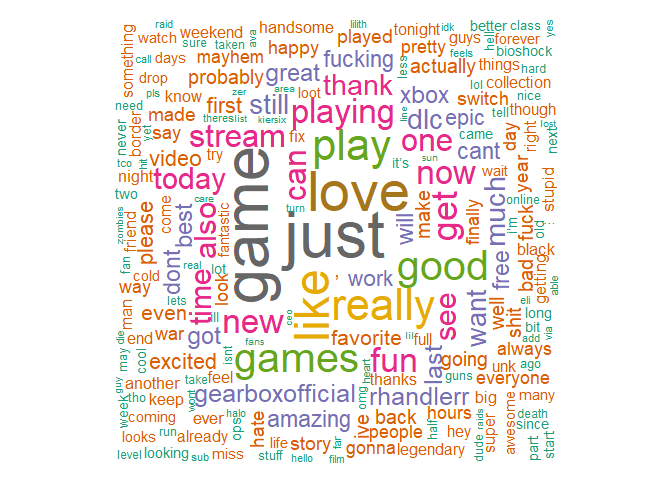 raid
lilith
idk
yes
handsome
tonight
better
class
watch
weekend
played
guys
forever
sure
taken
ava
hell
bioshock
something
call
days
mayhem
happy
fucking
pretty
feels
actually
things
hard
drop
probably
great
thank
less
lol
collection
pls
know
zer
area
loot
xbox
switch
nice
need
border
made
first
still
playing
dlc
epic
tell
though
never
yet
say
thereslist
kiersix
line
came
day
right
lost
next
hit
video
stream
can
fix
play
one
cant
year
tco
night
try
it's
sun
wait
stupid
two
today
care
game
love
now
get
much
online
zombies
friend
please
come
best
also
fantastic
turn
just
will
make
finally
free
fuck
i'm
old
fan
real
dont
look
good
bad
black
way
cold
lets
lot
time
,
work
want
well
getting
eli
able
man
even
ill
new
like
really
see
shit
long
die
end
war
got
ceo
lil
full
bit
add
via
may
cool
excited
isnt
fans
favorite
last
going
always
guy
another
take
feel
games
heart
fun
thanks
guns
unk
ago
everyone
week
tho
keep
wont
gearboxofficial
omg
rhandlerr
big
many
coming
ever
halo
ops
hate
amazing
ive
back
half
hours
super
awesome
death
since
looks
run
already
life
story
tar
people
hey
dude
raids
part
start
level
looking
sub
miss
stuff
hello
film
gonna
legendary